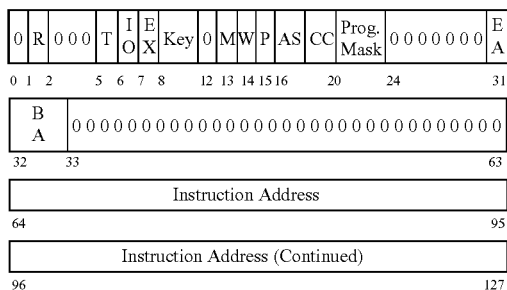 0 R 0 0 0 T I O E X Key 0 M W P AS CC Prog. Mask 0 0 0 0 0 0 0 E A
0 1 2 5 6 7 8 12 13 14 15 16 20 24 31
B A 0 0 0 0 0 0 0 0 0 0 0 0 0 0 0 0 0 0 0 0 0 0 0 0 0 0 0 0 0 0 0
32 33 63
Instruction Address
64 95
Instruction Address (Continued)
96 127